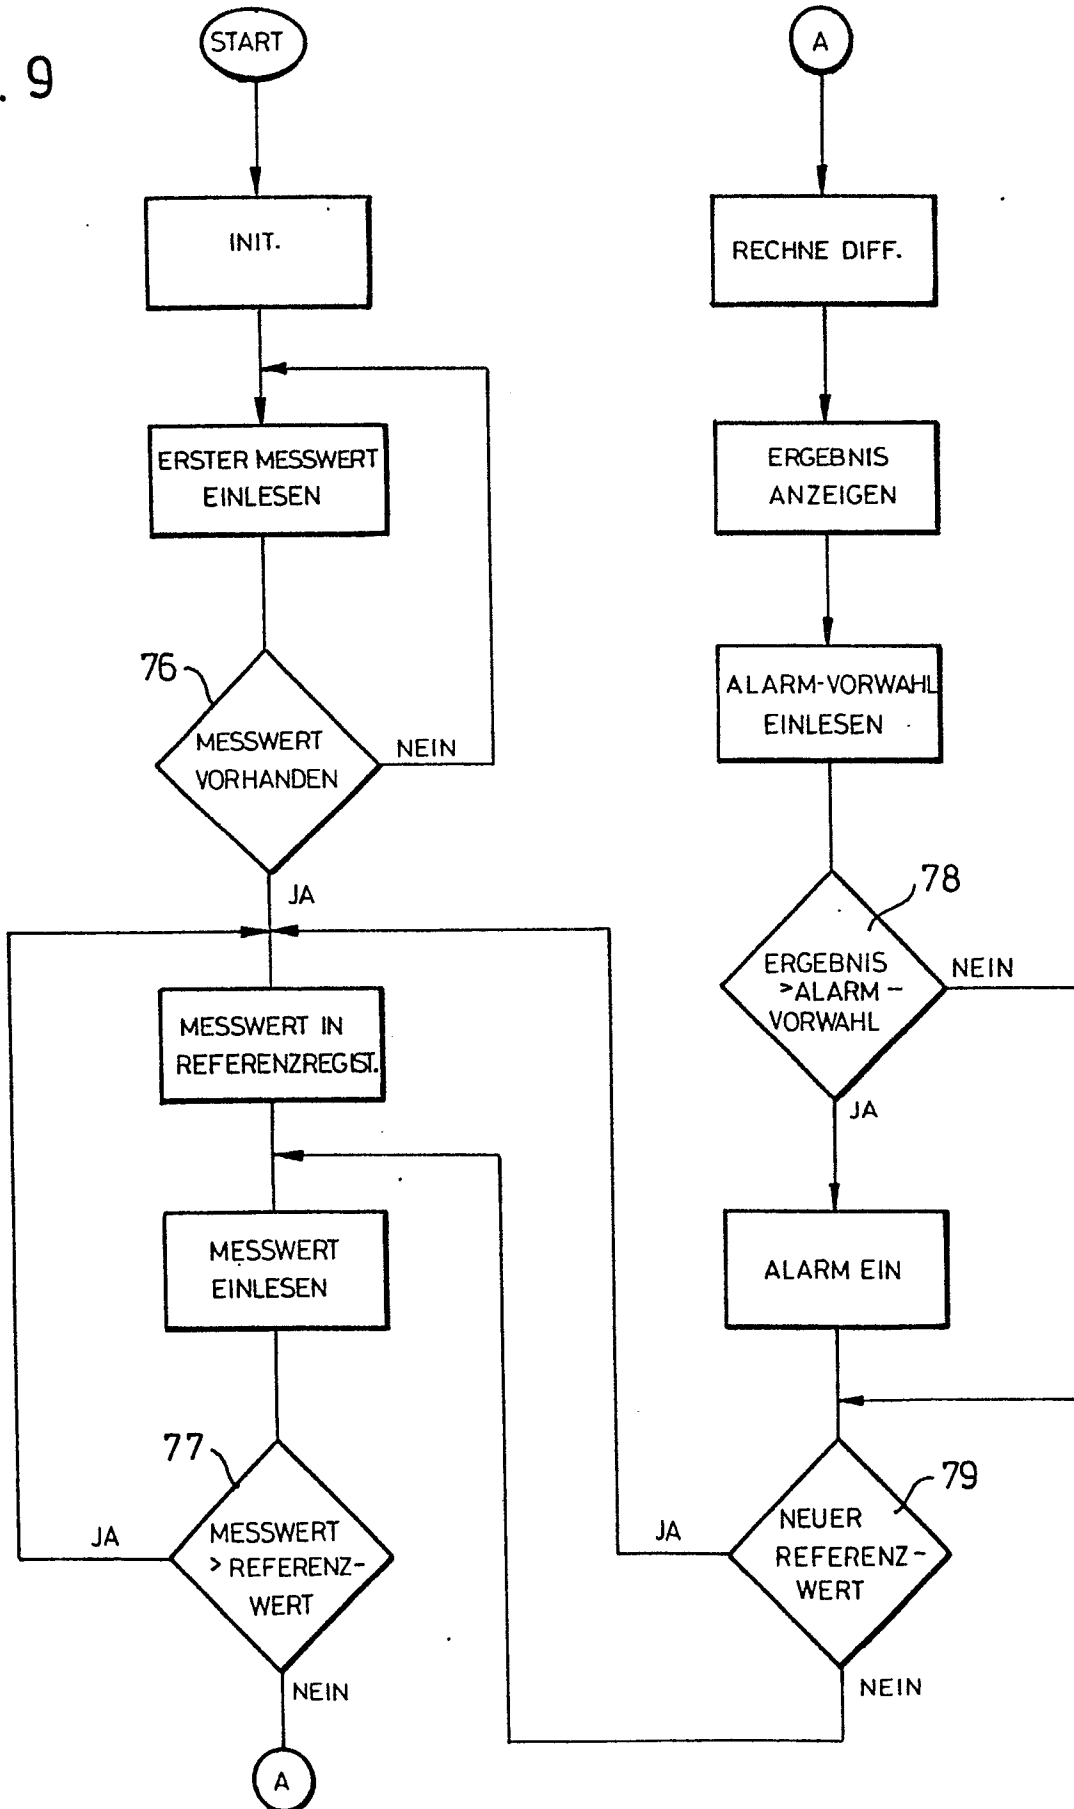 . 9
START
INIT.
ERSTER MESSWERT
EINLESEN
76
MESSWERT
VORHANDEN
NEIN
JA
MESSWERT IN
REFERENZREGIST.
MESSWERT
EINLESEN
77
MESSWERT
> REFERENZ-
WERT
JA
NEIN
A
A
RECHNE DIFF.
ERGEBNIS
ANZEIGEN
ALARM-VORWAHL
EINLESEN
78
ERGEBNIS
>ALARM-
VORWAHL
NEIN
JA
ALARM EIN
79
NEUER
REFERENZ-
WERT
JA
NEIN